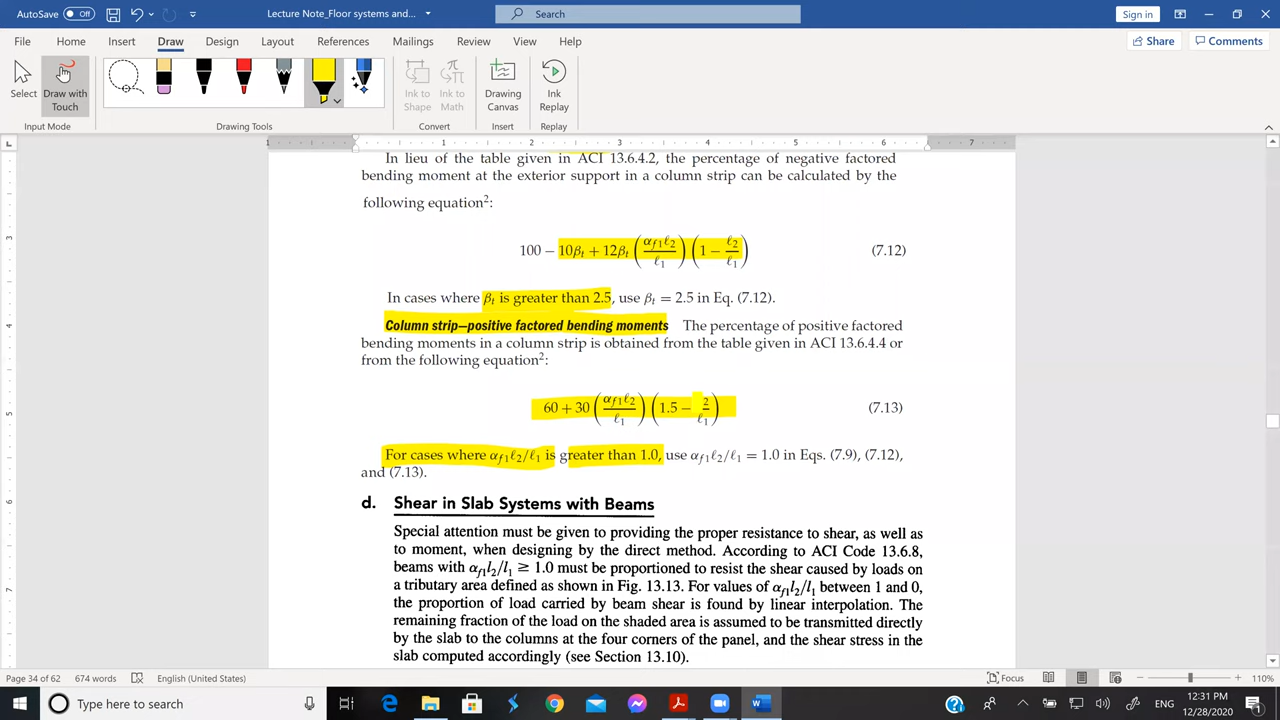 AutoSave Off
Lecture Note_Floor systems and...
Search
Sign in
File Home Insert Draw Design Layout References Mailings Review View Help
Share Comments
Select
Draw with Touch
Ink to Shape
Ink to Math
Drawing Canvas
Ink Replay
Input Mode Drawing Tools Convert Insert Replay
1 1 2 3 4 5 6 7
In lieu of the table given in ACI 13.6.4.2, the percentage of negative factored
bending moment at the exterior support in a column strip can be calculated by the
following equation²:
100 − 10βt + 12βt (αf1ℓ2/ℓ1) (1 − ℓ2/ℓ1) (7.12)
In cases where βt is greater than 2.5, use βt = 2.5 in Eq. (7.12).
Column strip—positive factored bending moments The percentage of positive factored
bending moments in a column strip is obtained from the table given in ACI 13.6.4.4 or
from the following equation²:
60 + 30 (αf1ℓ2/ℓ1) (1.5 − 2/ℓ1) (7.13)
For cases where αf1ℓ2/ℓ1 is greater than 1.0, use αf1ℓ2/ℓ1 = 1.0 in Eqs. (7.9), (7.12),
and (7.13).
d. Shear in Slab Systems with Beams
Special attention must be given to providing the proper resistance to shear, as well as
to moment, when designing by the direct method. According to ACI Code 13.6.8,
beams with αf1l2/l1 ≥ 1.0 must be proportioned to resist the shear caused by loads on
a tributary area defined as shown in Fig. 13.13. For values of αf1l2/l1 between 1 and 0,
the proportion of load carried by beam shear is found by linear interpolation. The
remaining fraction of the load on the shaded area is assumed to be transmitted directly
by the slab to the columns at the four corners of the panel, and the shear stress in the
slab computed accordingly (see Section 13.10).
3
4
5
6
7
Page 34 of 62 674 words English (United States) Focus 110%
Type here to search
ENG
12:31 PM
12/28/2020